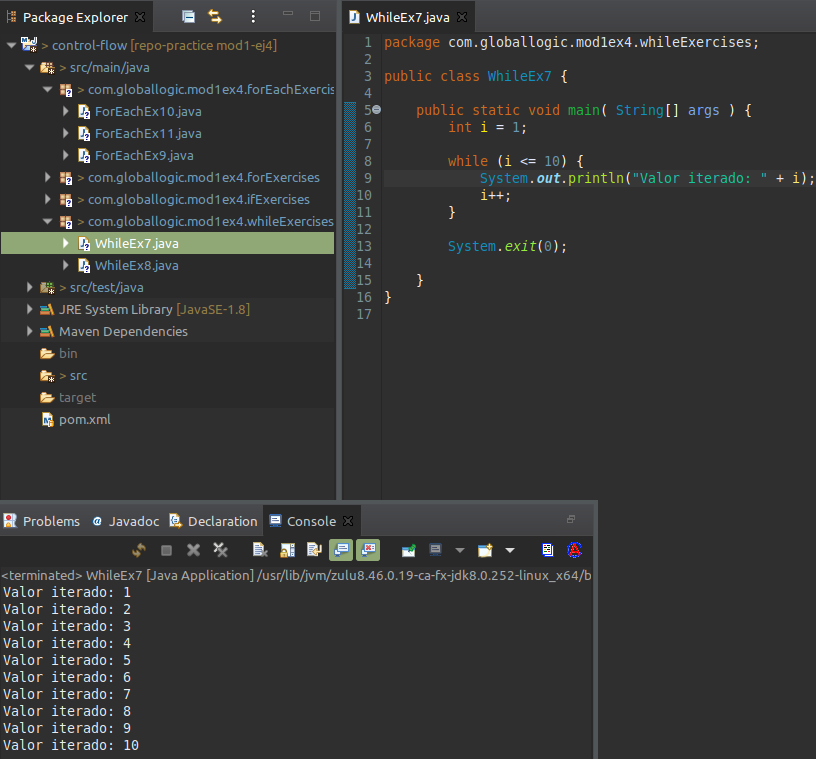 Package Explorer
> control-flow [repo-practice mod1-ej4]
> src/main/java
> com.globallogic.mod1ex4.forEachExercis
ForEachEx10.java
ForEachEx11.java
ForEachEx9.java
> com.globallogic.mod1ex4.forExercises
> com.globallogic.mod1ex4.ifExercises
> com.globallogic.mod1ex4.whileExercises
WhileEx7.java
WhileEx8.java
> src/test/java
JRE System Library [JavaSE-1.8]
Maven Dependencies
bin
> src
target
pom.xml
WhileEx7.java
1 package com.globallogic.mod1ex4.whileExercises;
2
3 public class WhileEx7 {
4
5 public static void main( String[] args ) {
6 int i = 1;
7
8 while (i <= 10) {
9 System.out.println("Valor iterado: " + i);
10 i++;
11 }
12
13 System.exit(0);
14
15 }
16 }
17
Problems @ Javadoc Declaration Console
<terminated> WhileEx7 [Java Application] /usr/lib/jvm/zulu8.46.0.19-ca-fx-jdk8.0.252-linux_x64/b
Valor iterado: 1
Valor iterado: 2
Valor iterado: 3
Valor iterado: 4
Valor iterado: 5
Valor iterado: 6
Valor iterado: 7
Valor iterado: 8
Valor iterado: 9
Valor iterado: 10